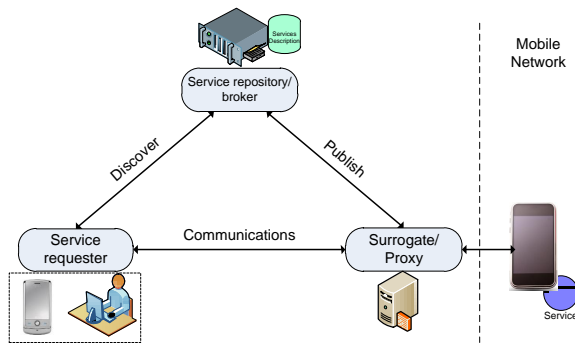 Services
Description
Mobile
Network
Service repository/
broker
Discover
Publish
Communications
Service
requester
Surrogate/
Proxy
Service